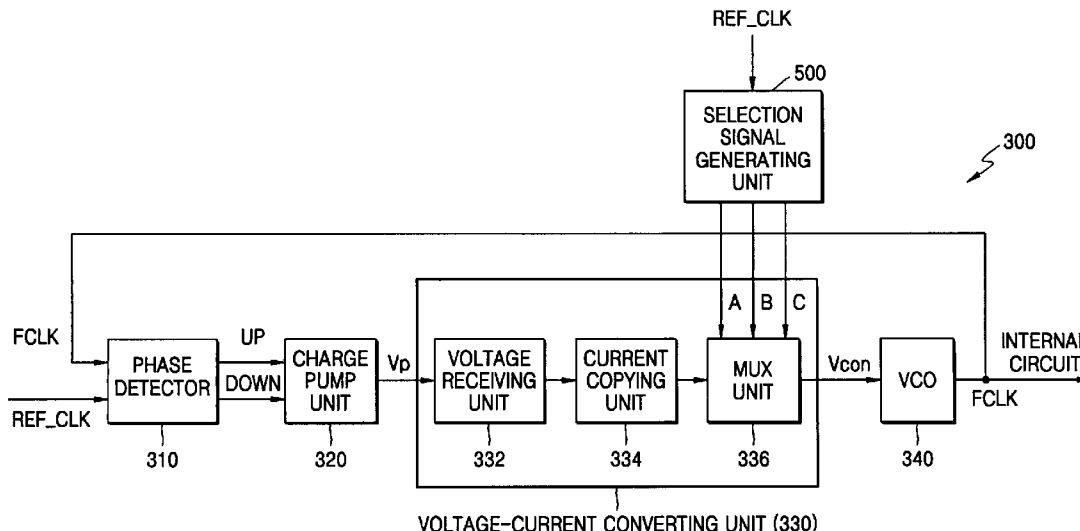 REF_CLK
500
SELECTION
SIGNAL
GENERATING
UNIT
300
A B C
FCLK
UP
DOWN
REF_CLK
PHASE
DETECTOR
310
CHARGE
PUMP
UNIT
320
Vp
VOLTAGE
RECEIVING
UNIT
332
CURRENT
COPYING
UNIT
334
MUX
UNIT
336
Vcon
VCO
340
INTERNAL
CIRCUIT
FCLK
VOLTAGE-CURRENT CONVERTING UNIT (330)